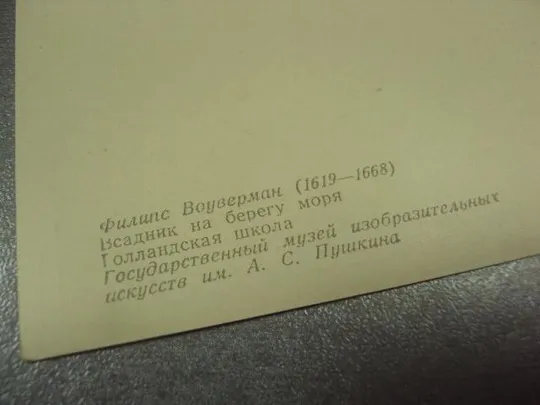 Филипс Воуверман (1619—1668)
Всадник на берегу моря
Голландская школа
Государственный музей изобразительных
искусств им. А. С. Пушкина